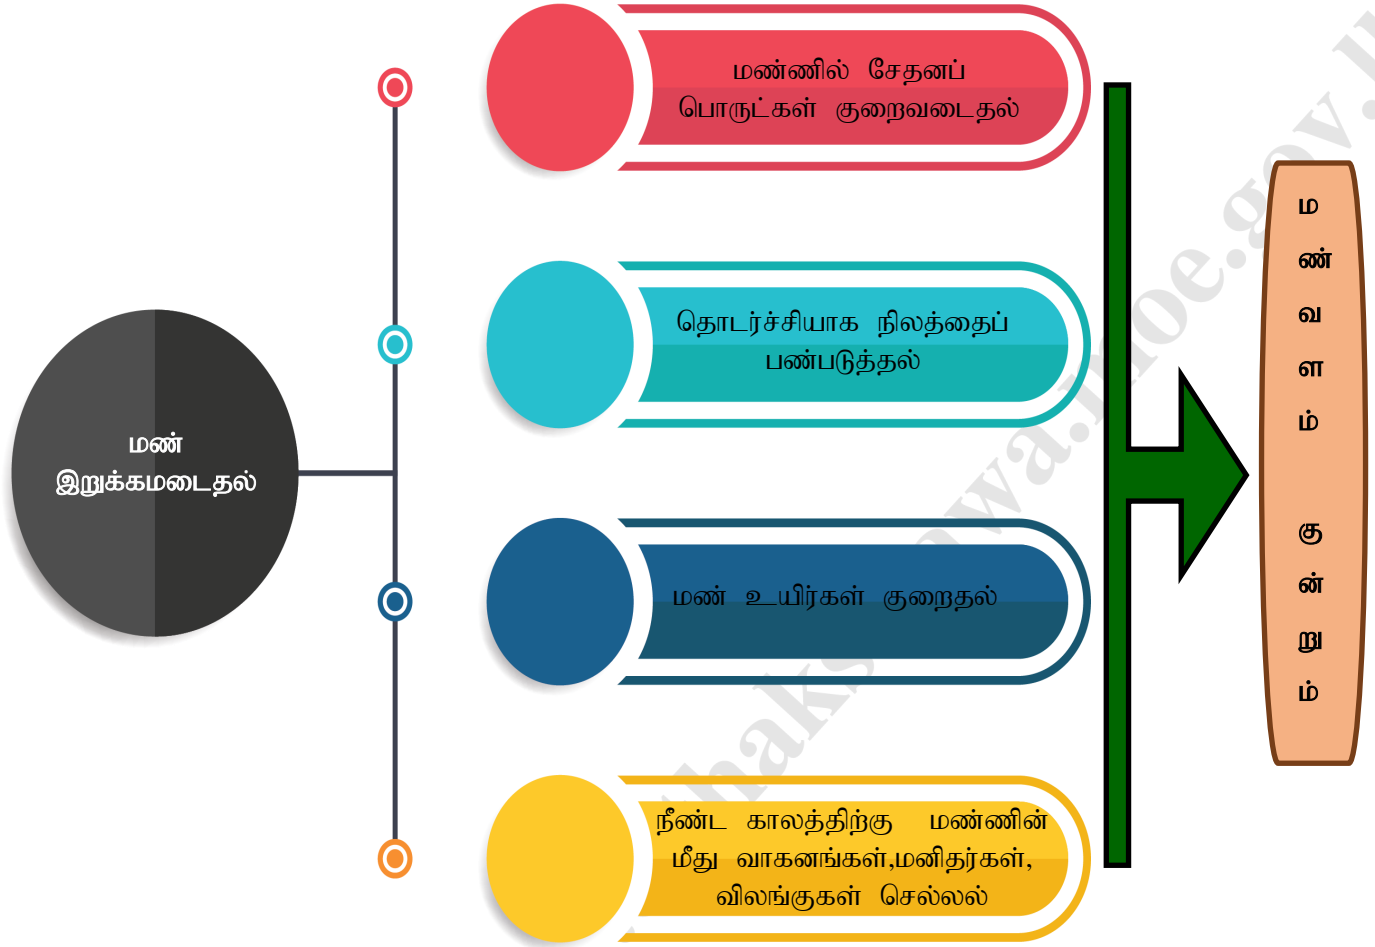 மண்
இறுக்கமடைதல்
மண்ணில் சேதனப்
பொருட்கள் குறைவடைதல்
தொடர்ச்சியாக நிலத்தைப்
பண்படுத்தல்
மண் உயிர்கள் குறைதல்
நீண்ட காலத்திற்கு மண்ணின்
மீது வாகனங்கள்,மனிதர்கள்,
விலங்குகள் செல்லல்
ம
ண்
வ
ள
ம்
கு
ன்
று
ம்